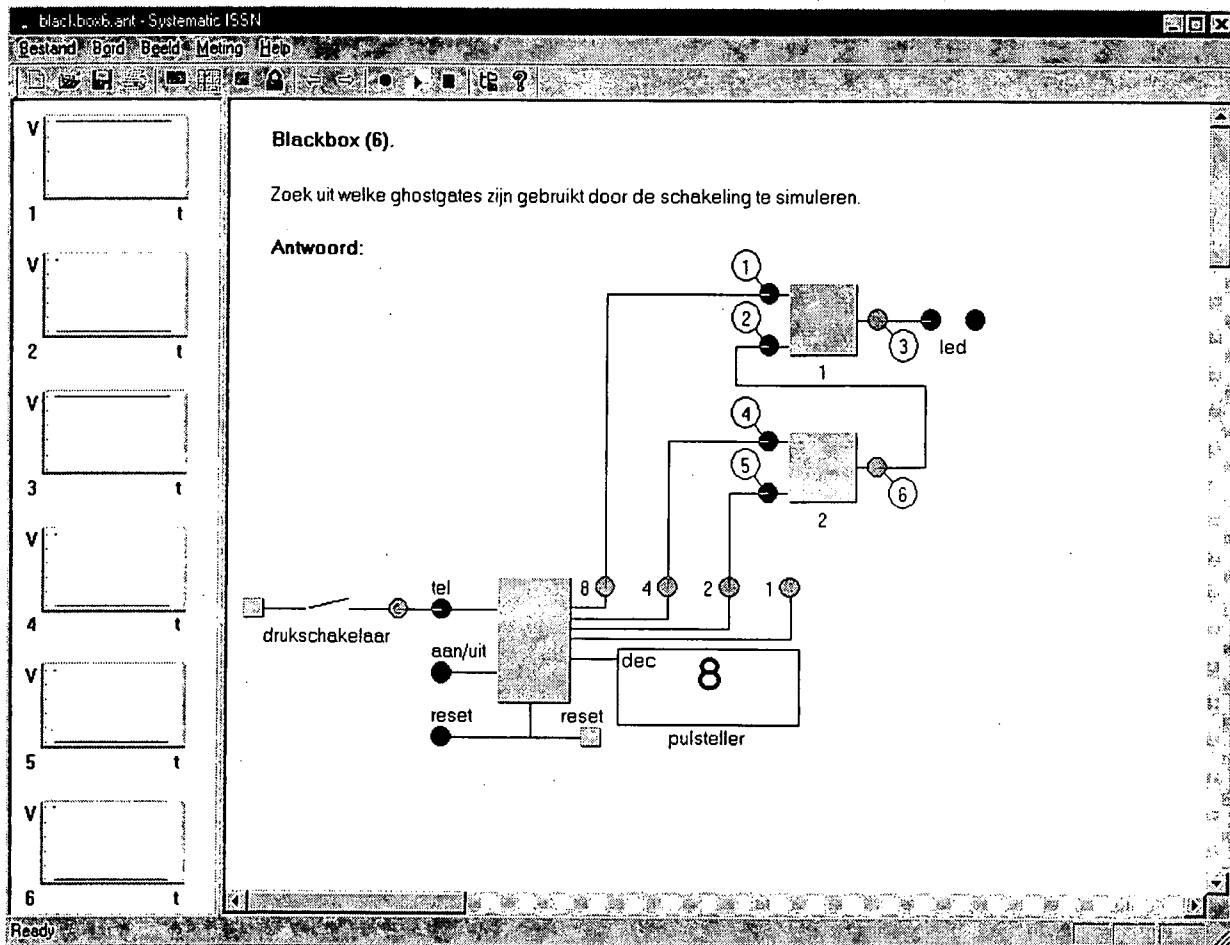 blackbox6.ant - Systematic ISSN
Bestand Bord Beeld Meting Help
V
1 t
V
2 t
V
3 t
V
4 t
V
5 t
V
6 t
Blackbox (6).
Zoek uit welke ghostgates zijn gebruikt door de schakeling te simuleren.
Antwoord:
1
2
3
led
1
4
5
6
2
tel
8 4 2 1
drukschakelaar
aan/uit
dec
8
reset
reset
pulsteller
Ready